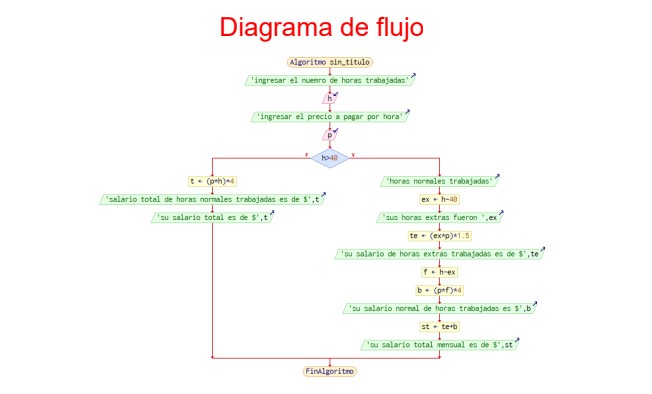 Diagrama de flujo
Algoritmo sin_titulo
'ingresar el nuemro de horas trabajadas'
h
'ingresar el precio a pagar por hora'
p
F
h>40
V
t ← (p*h)*4
'salario total de horas normales trabajadas es de $',t
'su salario total es de $',t
'horas normales trabajadas'
ex ← h-40
'sus horas extras fueron ',ex
te ← (ex*p)*1.5
'su salario de horas extras trabajadas es de $',te
f ← h-ex
b ← (p*f)*4
'su salario normal de horas trabajadas es $',b
st ← te+b
'su salario total mensual es de $',st
FinAlgoritmo